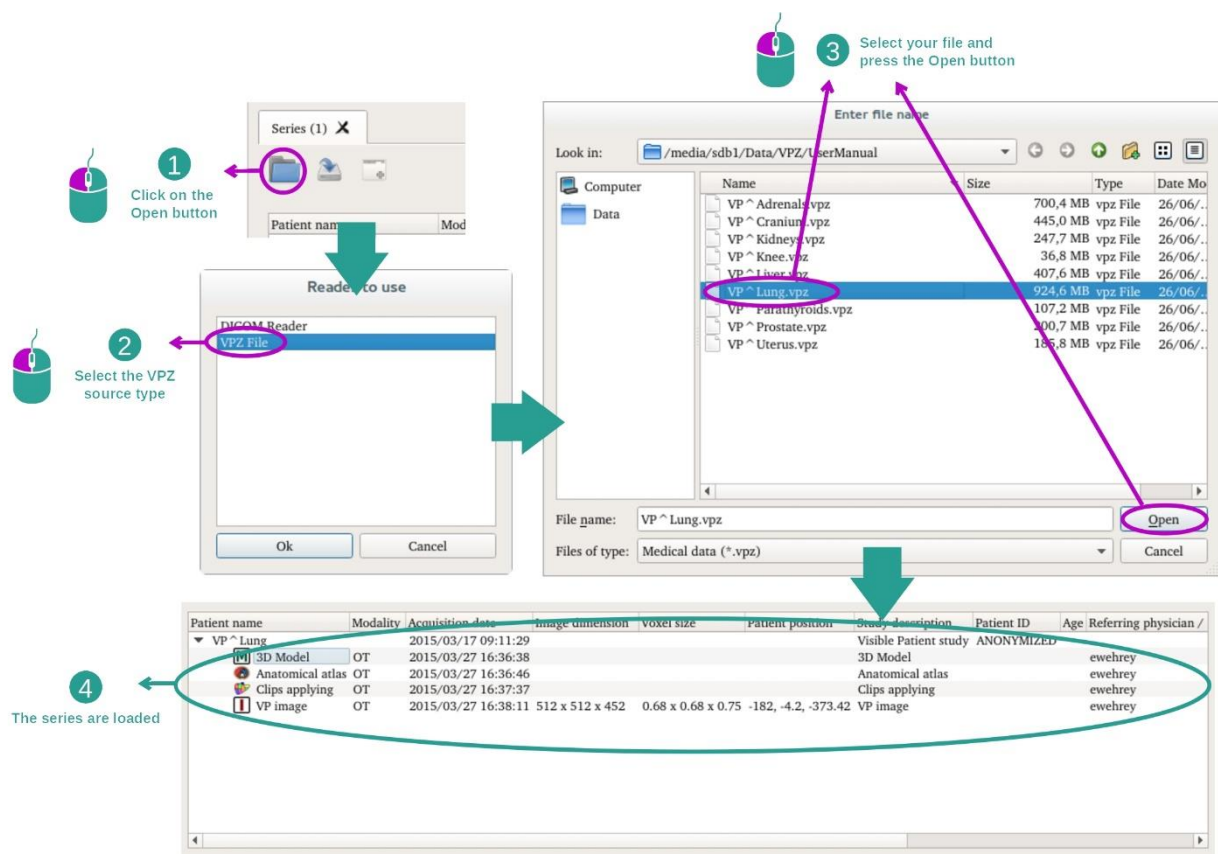 3
Select your file and
press the Open button
Series (1)
1
Click on the
Open button
Patient name Mod
Reader to use
DICOM Reader
VPZ File
2
Select the VPZ
source type
Ok Cancel
Enter file name
Look in: /media/sdb1/Data/VPZ/UserManual
Computer
Data
Name Size Type Date Mo
VP^Adrenals.vpz 700,4 MB vpz File 26/06/..
VP^Cranium.vpz 445,0 MB vpz File 26/06/..
VP^Kidneys.vpz 247,7 MB vpz File 26/06/..
VP^Knee.vpz 36,8 MB vpz File 26/06/..
VP^Liver.vpz 407,6 MB vpz File 26/06/..
VP^Lung.vpz 924,6 MB vpz File 26/06/..
VP^Parathyroids.vpz 107,2 MB vpz File 26/06/..
VP^Prostate.vpz 200,7 MB vpz File 26/06/..
VP^Uterus.vpz 185,8 MB vpz File 26/06/..
File name: VP^Lung.vpz Open
Files of type: Medical data (*.vpz) Cancel
4
The series are loaded
Patient name Modality Acquisition date Image dimension Voxel size Patient position Study description Patient ID Age Referring physician /
VP^Lung 2015/03/17 09:11:29 Visible Patient study ANONYMIZED
M 3D Model OT 2015/03/27 16:36:38 3D Model ewehrey
Anatomical atlas OT 2015/03/27 16:36:46 Anatomical atlas ewehrey
Clips applying OT 2015/03/27 16:37:37 Clips applying ewehrey
I VP image OT 2015/03/27 16:38:11 512 x 512 x 452 0.68 x 0.68 x 0.75 -182, -4.2, -373.42 VP image ewehrey